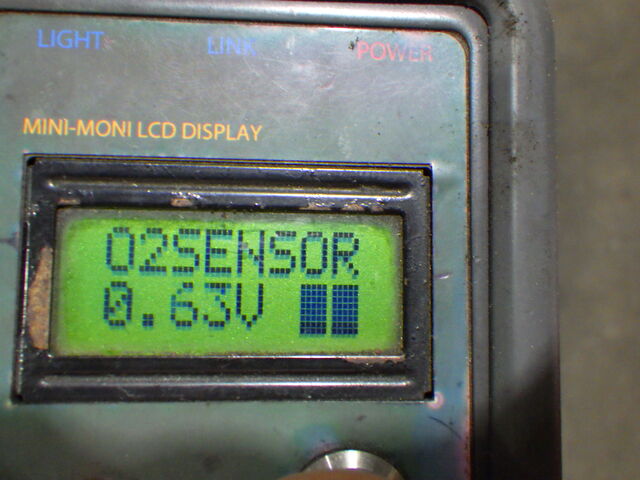 LIGHT LINK POWER
MINI-MONI LCD DISPLAY
O2SENSOR
0.63V